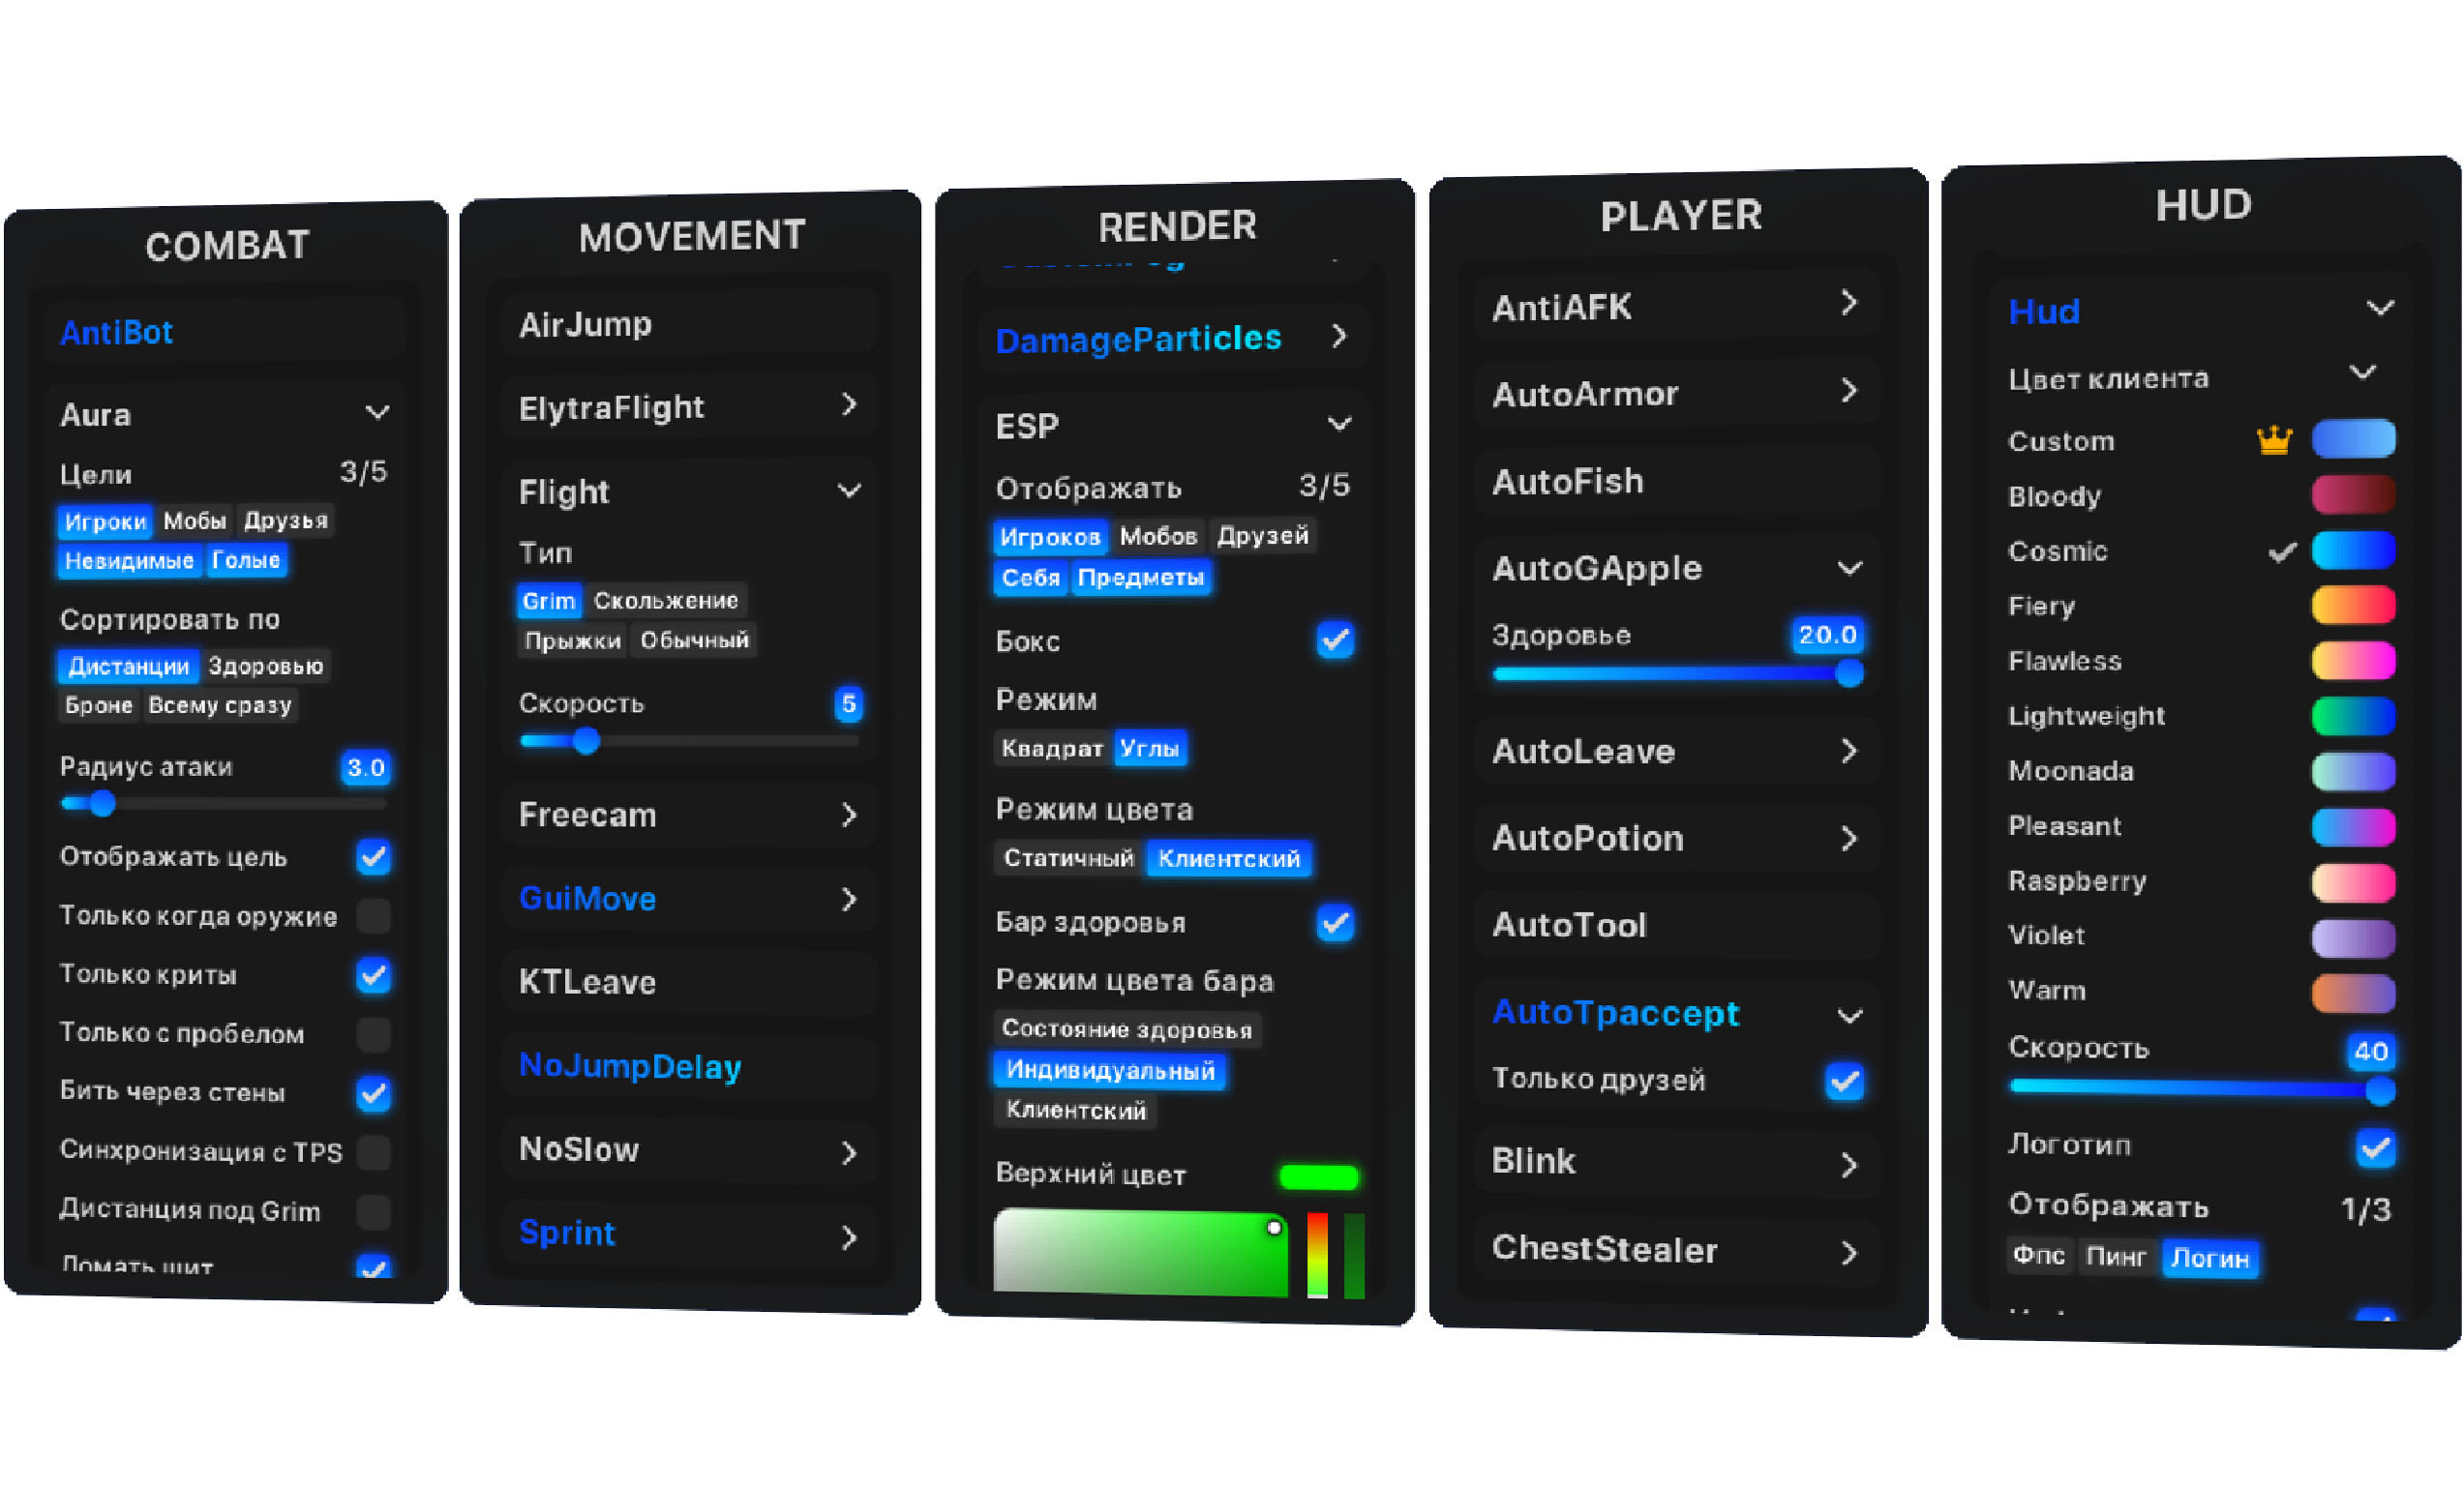 COMBAT
AntiBot
Aura
Цели 3/5
Игроки Мобы Друзья
Невидимые Голые
Сортировать по
Дистанции Здоровью
Броне Всему сразу
Радиус атаки 3.0
Отображать цель
Только когда оружие
Только криты
Только с пробелом
Бить через стены
Синхронизация с TPS
Дистанция под Grim
Ломать щит
MOVEMENT
AirJump
ElytraFlight
Flight
Тип
Grim Скольжение
Прыжки Обычный
Скорость 5
Freecam
GuiMove
KTLeave
NoJumpDelay
NoSlow
Sprint
RENDER
DamageParticles
ESP
Отображать 3/5
Игроков Мобов Друзей
Себя Предметы
Бокс
Режим
Квадрат Углы
Режим цвета
Статичный Клиентский
Бар здоровья
Режим цвета бара
Состояние здоровья
Индивидуальный
Клиентский
Верхний цвет
PLAYER
AntiAFK
AutoArmor
AutoFish
AutoGApple
Здоровье 20.0
AutoLeave
AutoPotion
AutoTool
AutoTpaccept
Только друзей
Blink
ChestStealer
HUD
Hud
Цвет клиента
Custom
Bloody
Cosmic
Fiery
Flawless
Lightweight
Moonada
Pleasant
Raspberry
Violet
Warm
Скорость 40
Логотип
Отображать 1/3
Фпс Пинг Логин